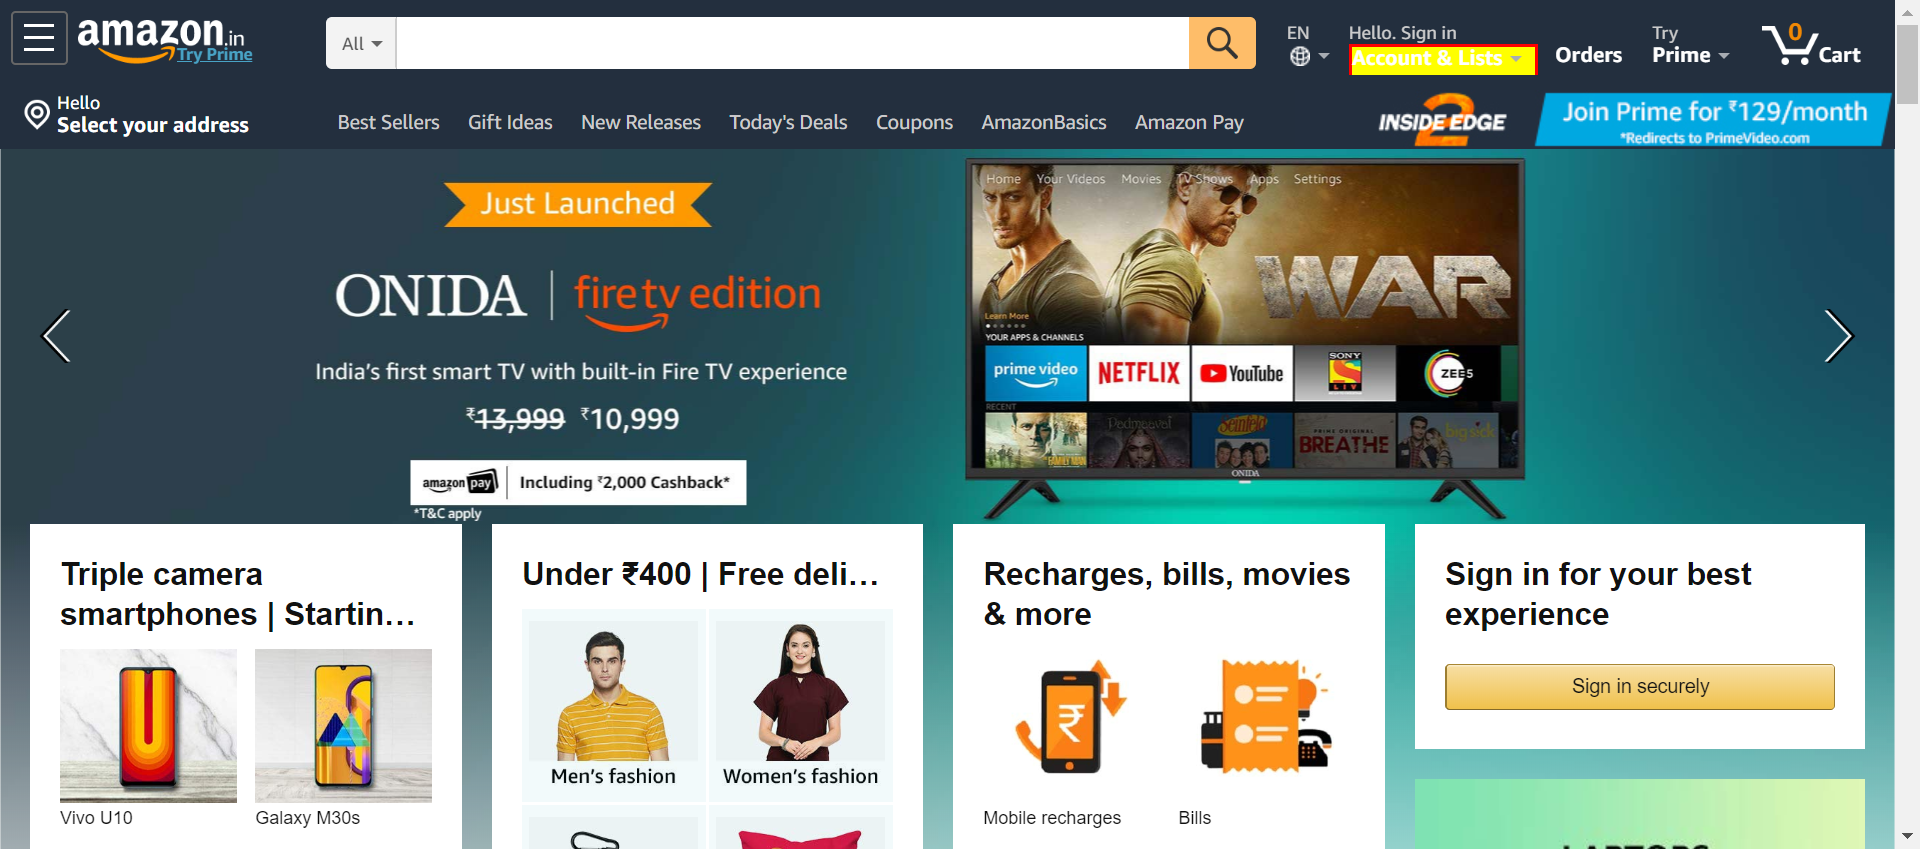 amazon.in
Try Prime
All
EN
Hello. Sign in
Account & Lists
Orders
Try
Prime
0
Cart
Hello
Select your address
Best Sellers
Gift Ideas
New Releases
Today's Deals
Coupons
AmazonBasics
Amazon Pay
INSIDE EDGE
2
Join Prime for ₹129/month
*Redirects to PrimeVideo.com
Just Launched
ONIDA | fire tv edition
India's first smart TV with built-in Fire TV experience
₹13,999 ₹10,999
amazon pay
Including ₹2,000 Cashback*
*T&C apply
Home Your Videos Movies TV Shows Apps Settings
WAR
Learn More
YOUR APPS & CHANNELS
prime video
NETFLIX
YouTube
SONY
LIV
ZEE5
RECENT
THE FAMILY MAN
Padmaavat
Seinfeld
PRIME ORIGINAL
BREATHE
big sick
ONIDA
Triple camera
smartphones | Startin…
Vivo U10
Galaxy M30s
Under ₹400 | Free deli…
Men's fashion
Women's fashion
Recharges, bills, movies
& more
Mobile recharges
Bills
Sign in for your best
experience
Sign in securely